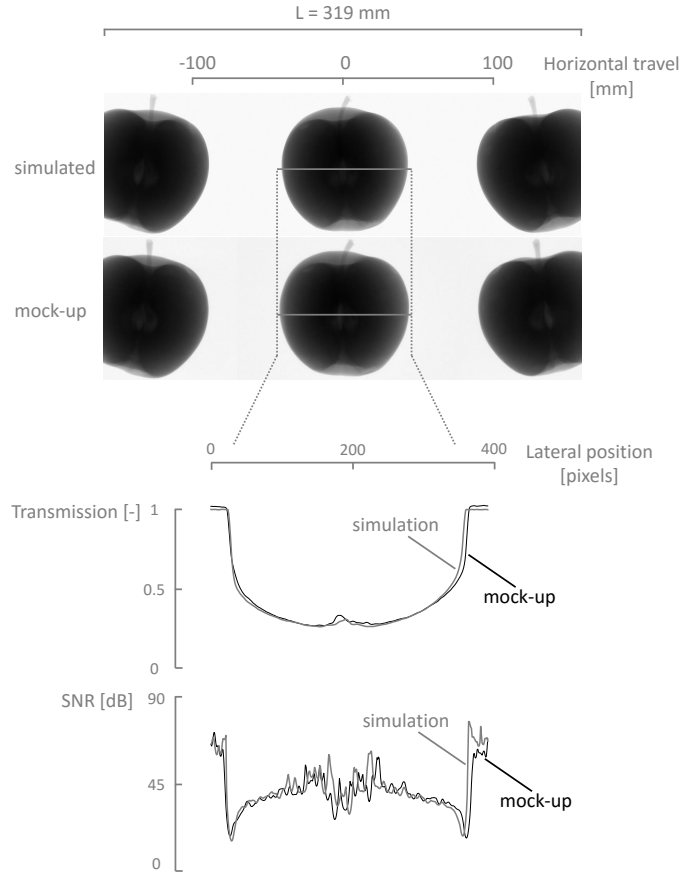 L = 319 mm
-100 0 100 Horizontal travel
[mm]
simulated
mock-up
0 200 400 Lateral position
[pixels]
Transmission [-] 1
simulation
0.5
mock-up
0
SNR [dB] 90
simulation
45
mock-up
0